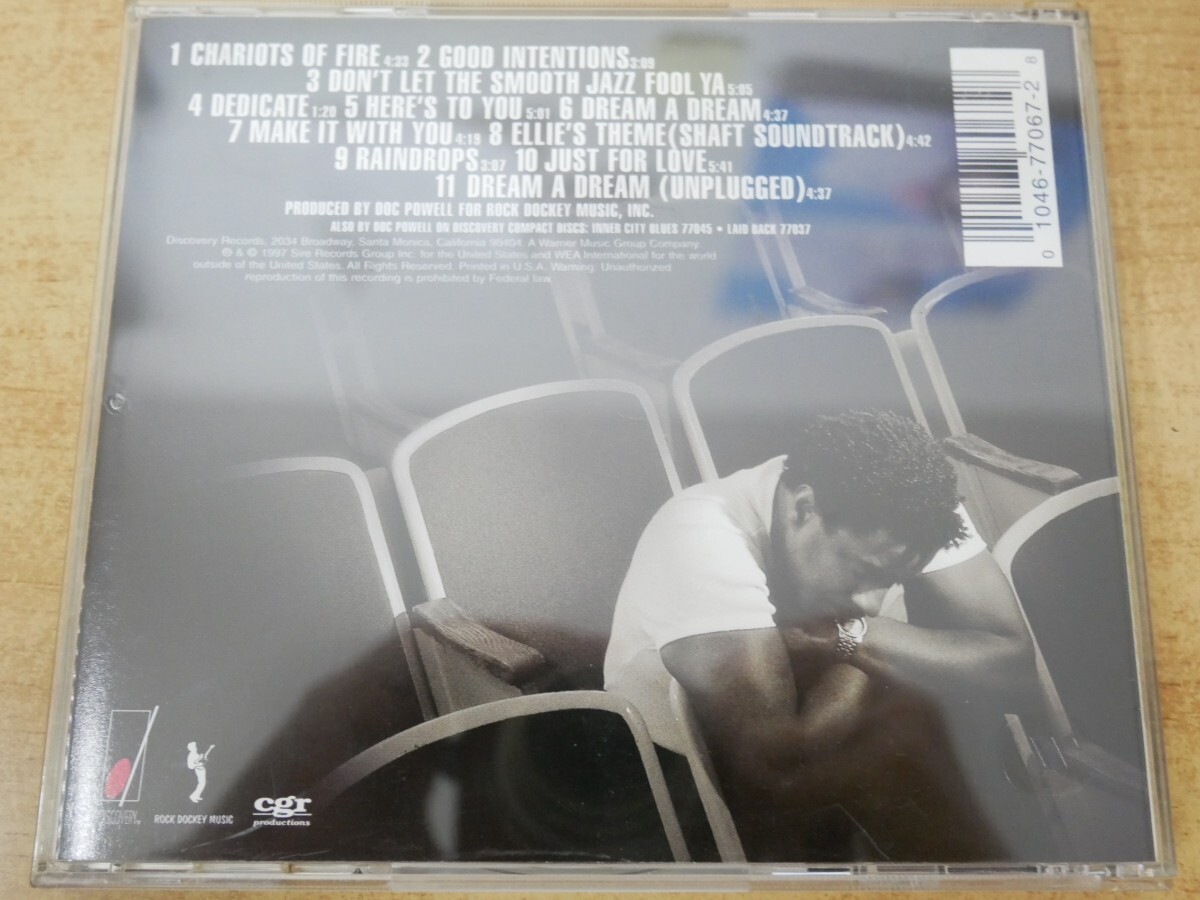 1 CHARIOTS OF FIRE 4:33 2 GOOD INTENTIONS 3:09
3 DON'T LET THE SMOOTH JAZZ FOOL YA 5:05
4 DEDICATE 1:20 5 HERE'S TO YOU 5:01 6 DREAM A DREAM 4:37
7 MAKE IT WITH YOU 4:19 8 ELLIE'S THEME (SHAFT SOUNDTRACK) 4:42
9 RAINDROPS 3:07 10 JUST FOR LOVE 5:41
11 DREAM A DREAM (UNPLUGGED) 4:37
PRODUCED BY DOC POWELL FOR ROCK DOCKEY MUSIC, INC.
ALSO BY DOC POWELL ON DISCOVERY COMPACT DISCS: INNER CITY BLUES 77045 • LAID BACK 77037
Discovery Records, 2034 Broadway, Santa Monica, California 90404. A Warner Music Group Company.
℗ & © 1997 Sire Records Group Inc. for the United States and WEA International for the world
outside of the United States. All Rights Reserved. Printed in U.S.A. Warning: Unauthorized
reproduction of this recording is prohibited by Federal law.
0 1046-77067-2 8
ROCK DOCKEY MUSIC
cgr
productions